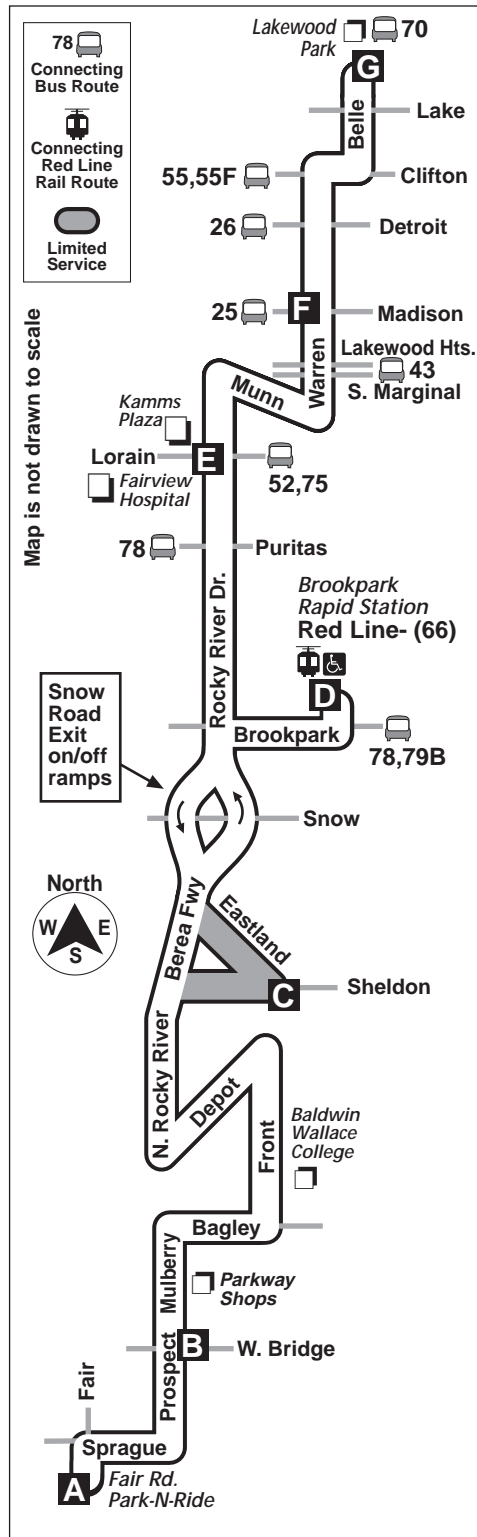 78
Connecting
Bus Route
Connecting
Red Line
Rail Route
Limited
Service
Map is not drawn to scale
Lakewood
Park
70
G
Belle
Lake
55,55F
Clifton
26
Detroit
25
F
Madison
Warren
Lakewood Hts.
43
S. Marginal
Munn
Kamms
Plaza
Lorain
E
Fairview
Hospital
52,75
78
Puritas
Rocky River Dr.
Brookpark
Rapid Station
Red Line- (66)
D
Brookpark
78,79B
Snow
Road
Exit
on/off
ramps
Snow
North
W
E
S
Berea Fwy
Eastland
C
Sheldon
N. Rocky River
Depot
Front
Baldwin
Wallace
College
Bagley
Mulberry
Parkway
Shops
B
W. Bridge
Prospect
Fair
Sprague
A
Fair Rd.
Park-N-Ride